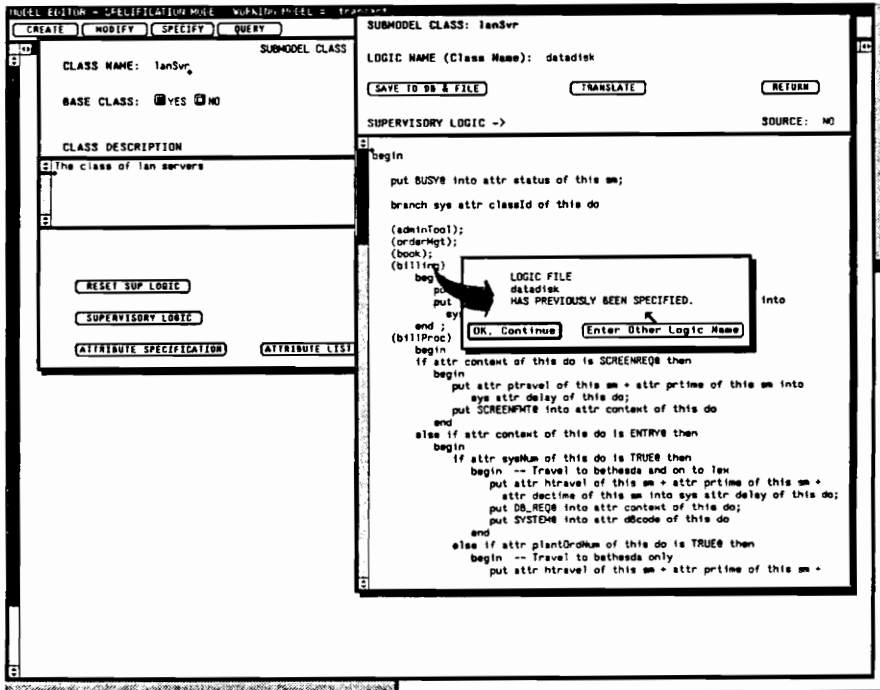 MODEL EDITOR - SPECIFICATION MODE WORKING MODEL = transact
CREATE MODIFY SPECIFY QUERY
SUBMODEL CLASS
CLASS NAME: lanSvr
BASE CLASS: YES NO
CLASS DESCRIPTION
The class of lan servers
RESET SUP LOGIC
SUPERVISORY LOGIC
ATTRIBUTE SPECIFICATION ATTRIBUTE LIST
SUBMODEL CLASS: lanSvr
LOGIC NAME (Class Name): datadisk
SAVE TO DB & FILE TRANSLATE RETURN
SUPERVISORY LOGIC -> SOURCE: NO
begin
put BUSY@ into attr status of this sm;
branch sys attr classId of this do
(adminTool);
(orderMgt);
(book);
(billing)
beg
pu
put into
sys
end ;
(billProc)
begin
if attr context of this do is SCREENREQ@ then
begin
put attr ptravel of this sm + attr prtime of this sm into
sys attr delay of this do;
put SCREENFMT@ into attr context of this do
end
else if attr context of this do is ENTRY@ then
begin
if attr sysNum of this do is TRUE@ then
begin -- Travel to bethesda and on to lex
put attr htravel of this sm + attr prtime of this sm +
attr dectime of this sm into sys attr delay of this do;
put DB_REQ@ into attr context of this do;
put SYSTEM@ into attr dBcode of this do
end
else if attr plantOrdNum of this do is TRUE@ then
begin -- Travel to bethesda only
put attr htravel of this sm + attr prtime of this sm +
LOGIC FILE
datadisk
HAS PREVIOUSLY BEEN SPECIFIED.
OK, Continue Enter Other Logic Name